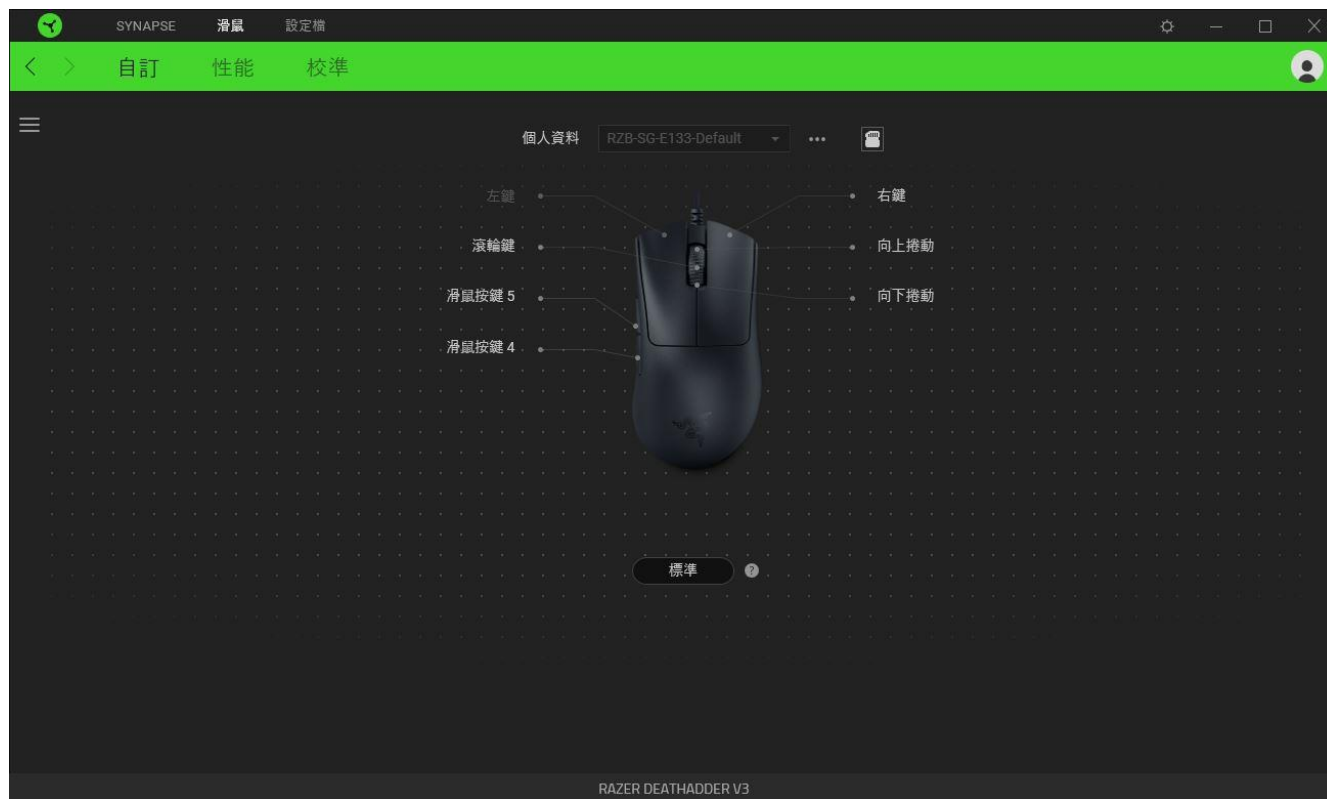 SYNAPSE 滑鼠 設定檔
自訂 性能 校準
個人資料 RZB-SG-E133-Default
左鍵 右鍵
滾輪鍵 向上捲動
滑鼠按鍵 5 向下捲動
滑鼠按鍵 4
標準 ?
RAZER DEATHADDER V3